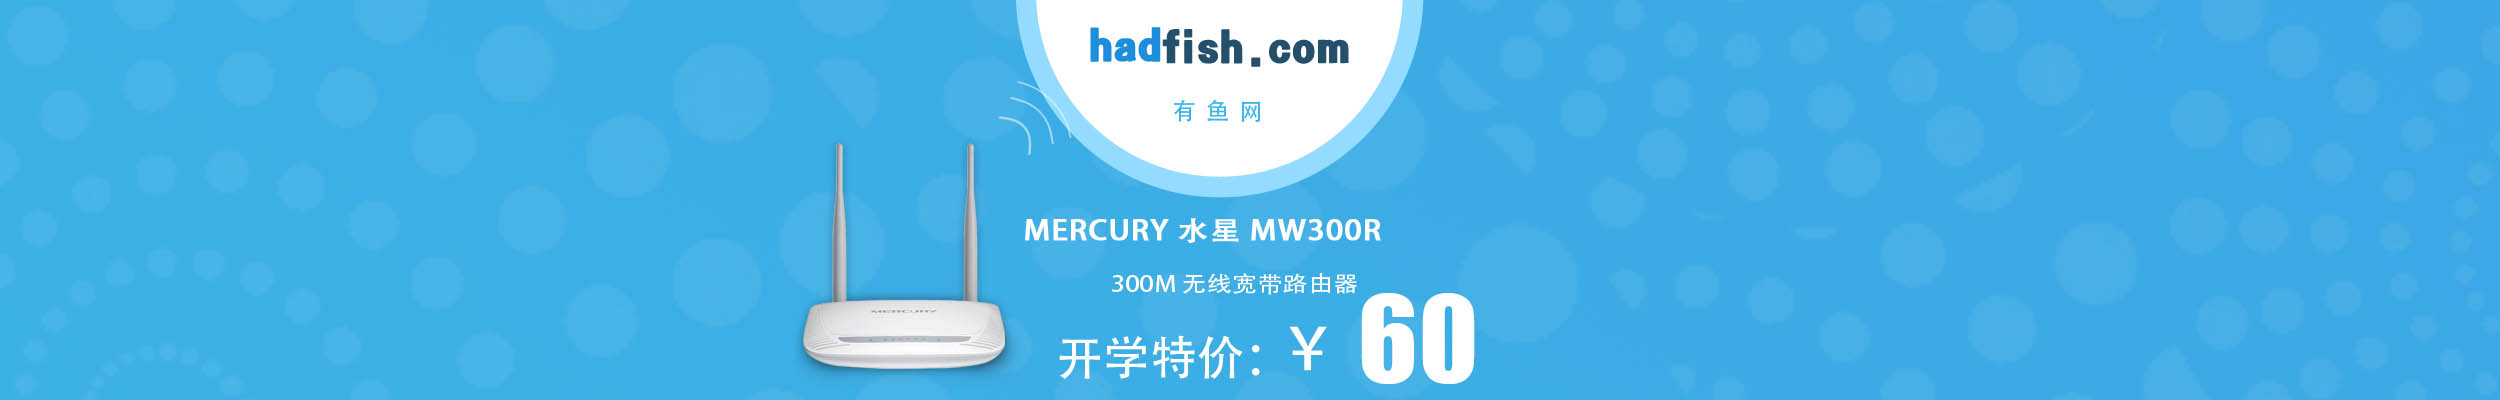 hadfish.com
有鱼网
MERCURY 水星 MW300R
300M 无线宽带路由器
开学特价：￥60
MERCURY